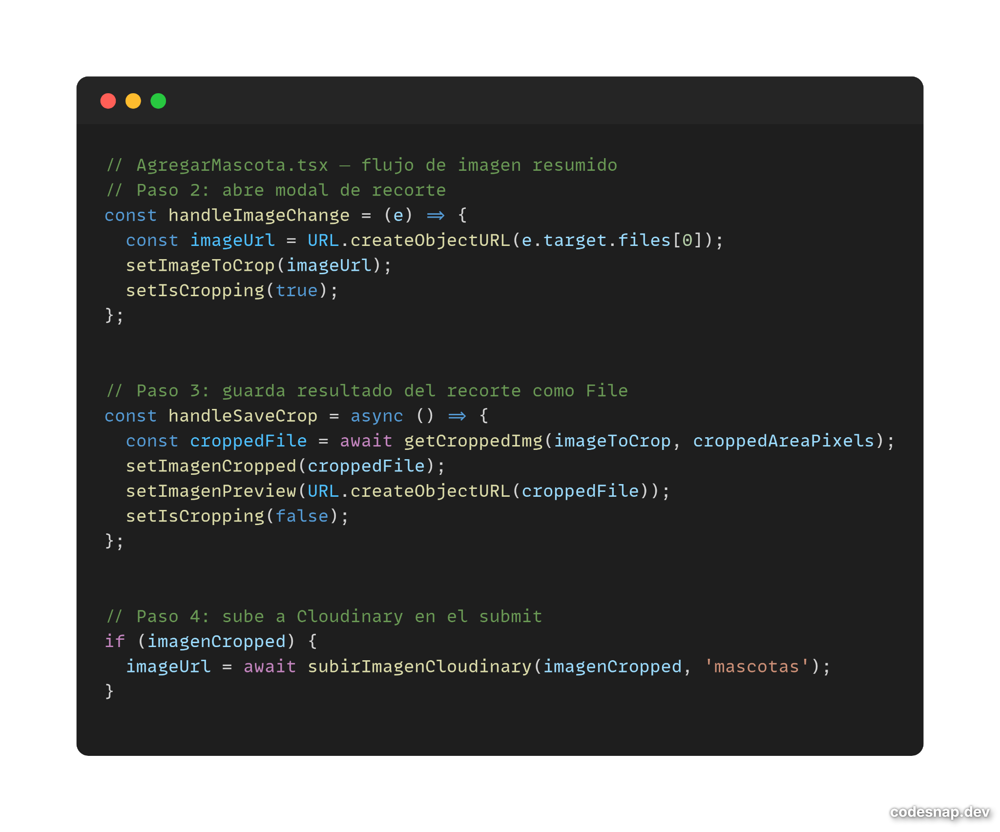 // AgregarMascota.tsx — flujo de imagen resumido
// Paso 2: abre modal de recorte
const handleImageChange = (e) => {
  const imageUrl = URL.createObjectURL(e.target.files[0]);
  setImageToCrop(imageUrl);
  setIsCropping(true);
};
// Paso 3: guarda resultado del recorte como File
const handleSaveCrop = async () => {
  const croppedFile = await getCroppedImg(imageToCrop, croppedAreaPixels);
  setImagenCropped(croppedFile);
  setImagenPreview(URL.createObjectURL(croppedFile));
  setIsCropping(false);
};
// Paso 4: sube a Cloudinary en el submit
if (imagenCropped) {
  imageUrl = await subirImagenCloudinary(imagenCropped, 'mascotas');
}
codesnap.dev